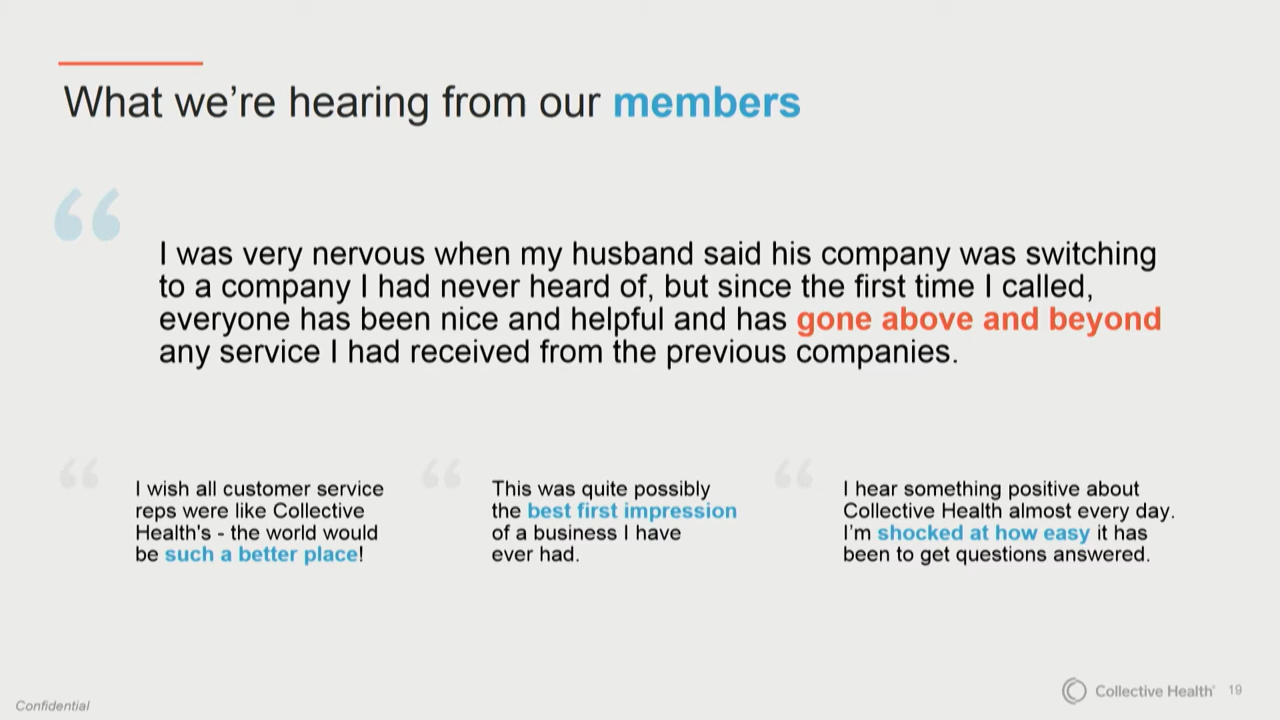 What we're hearing from our members
“
I was very nervous when my husband said his company was switching
to a company I had never heard of, but since the first time I called,
everyone has been nice and helpful and has gone above and beyond
any service I had received from the previous companies.
“
I wish all customer service
reps were like Collective
Health's - the world would
be such a better place!
“
This was quite possibly
the best first impression
of a business I have
ever had.
“
I hear something positive about
Collective Health almost every day.
I’m shocked at how easy it has
been to get questions answered.
Confidential
Collective Health® 19